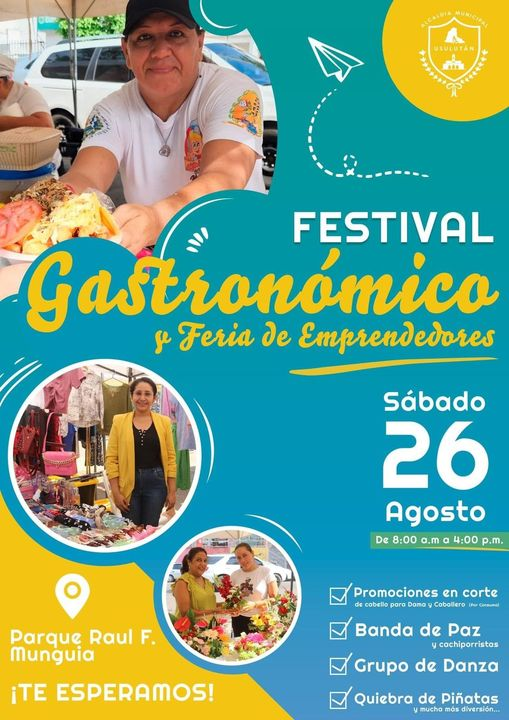 ALCALDÍA MUNICIPAL
USULUTÁN
FESTIVAL
Gastronómico
y Feria de Emprendedores
Sábado
26
Agosto
De 8:00 a.m a 4:00 p.m.
Promociones en corte
de cabello para Dama y Caballero (Por Consumo)
Banda de Paz
y cachiporristas
Grupo de Danza
Quiebra de Piñatas
y mucho más diversión...
Parque Raul F.
Munguia
¡TE ESPERAMOS!